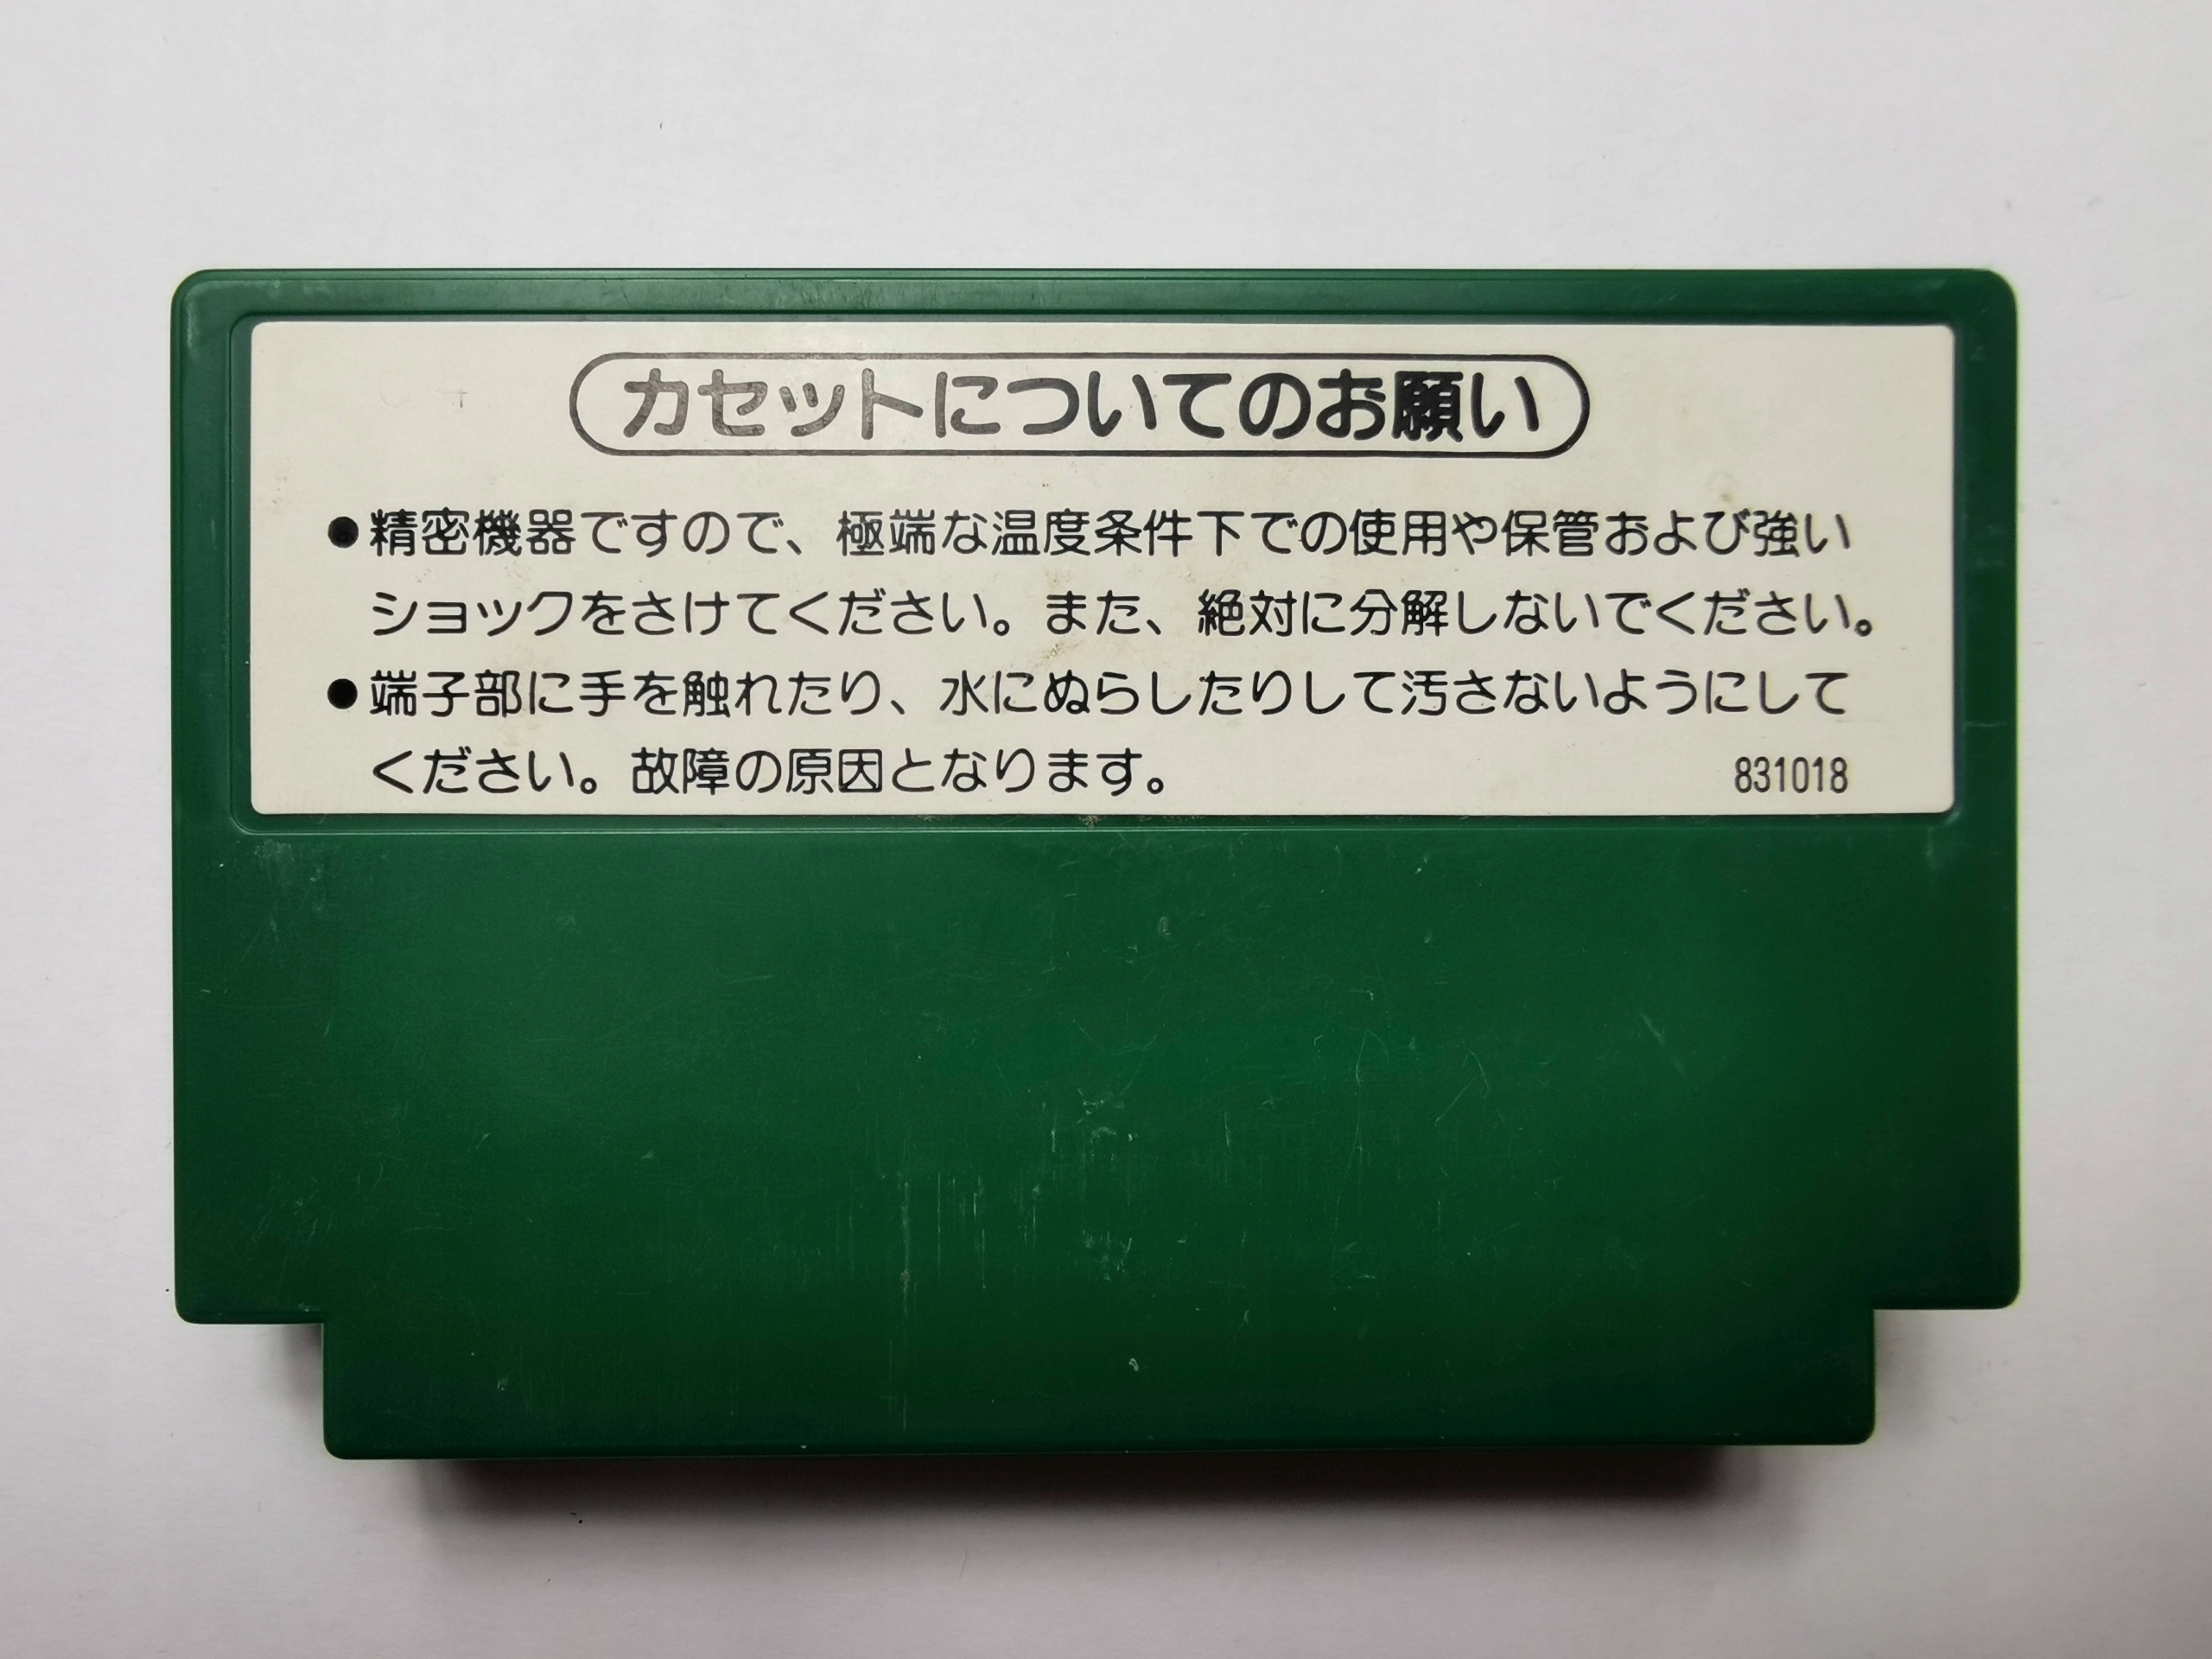 カセットについてのお願い
●精密機器ですので、極端な温度条件下での使用や保管および強い
ショックをさけてください。また、絶対に分解しないでください。
●端子部に手を触れたり、水にぬらしたりして汚さないようにして
ください。故障の原因となります。 831018